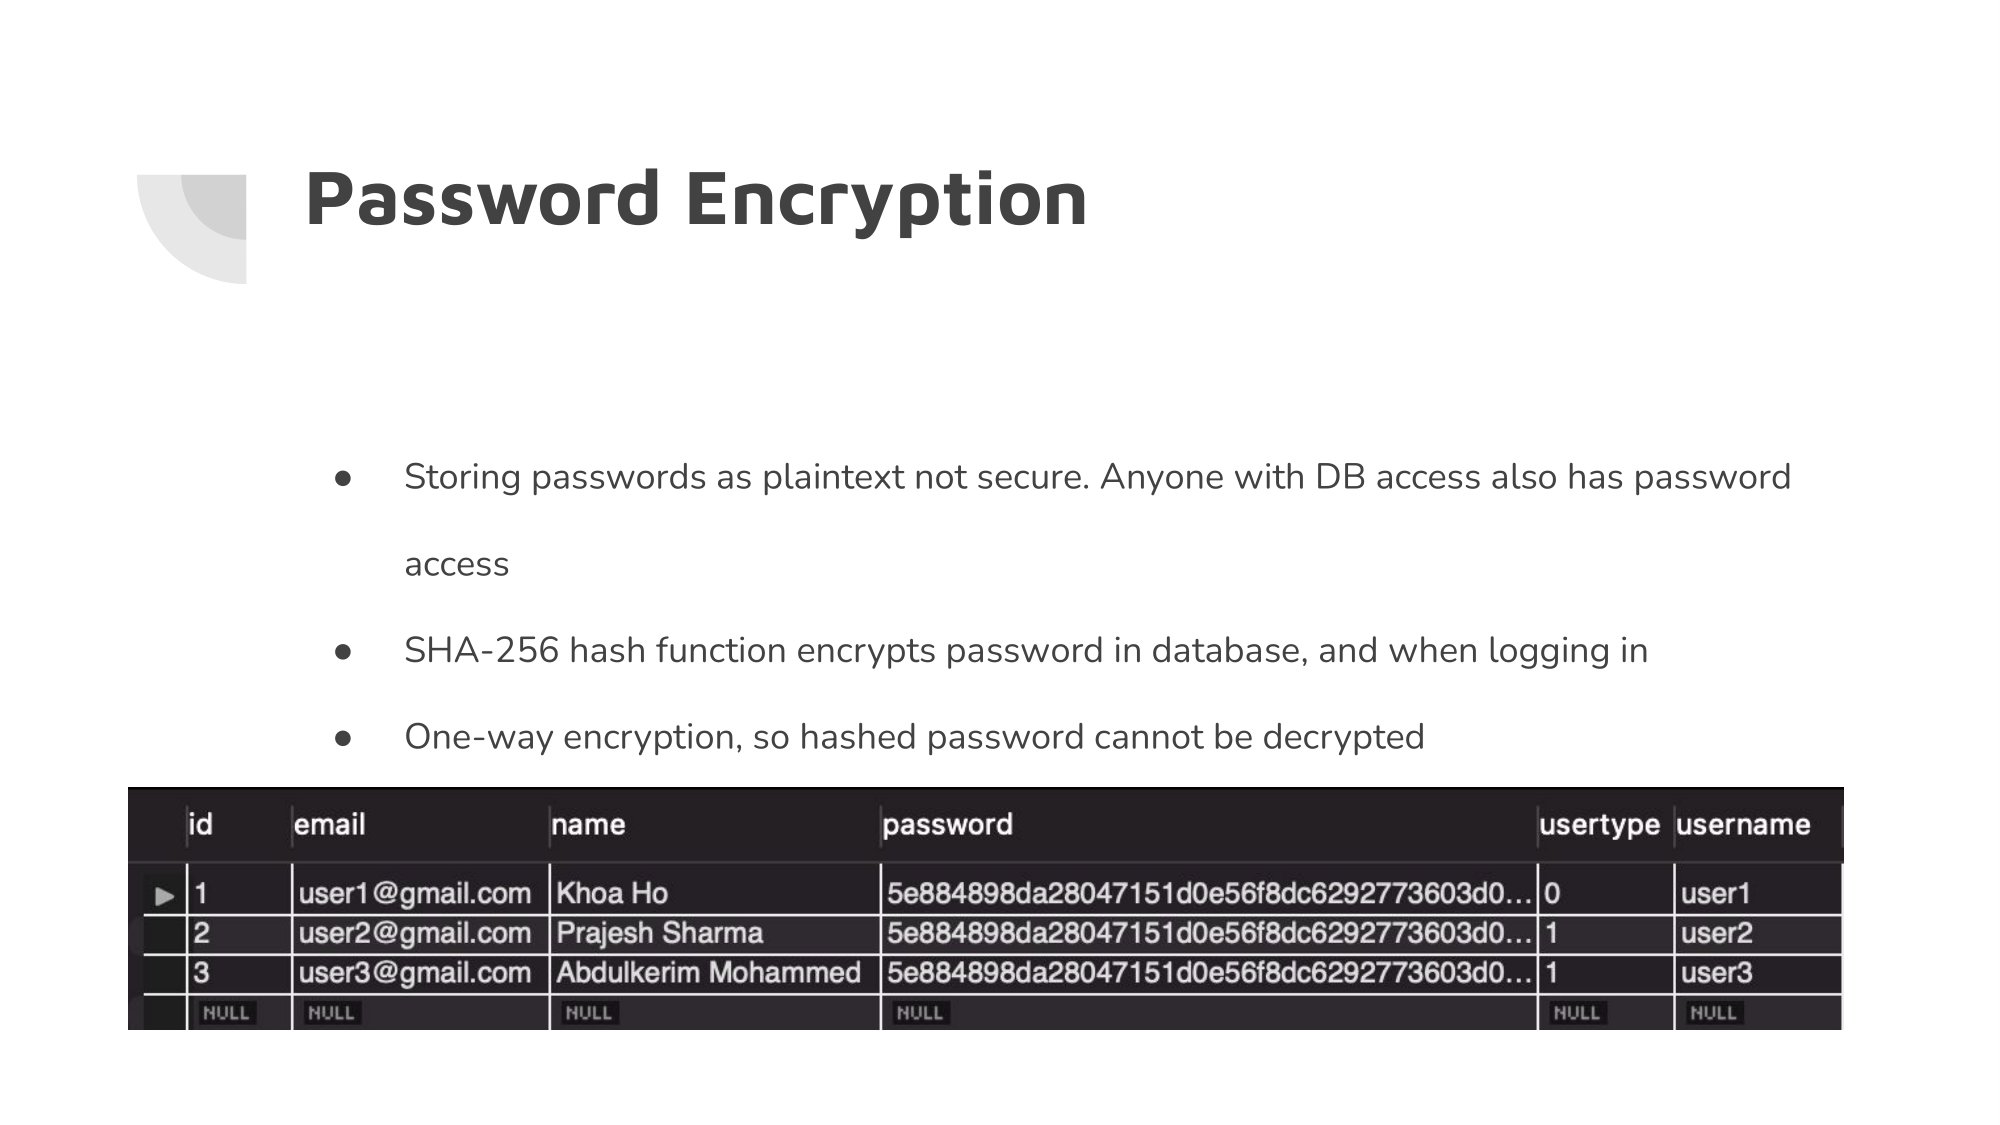 Password Encryption
● Storing passwords as plaintext not secure. Anyone with DB access also has password
access
● SHA-256 hash function encrypts password in database, and when logging in
● One-way encryption, so hashed password cannot be decrypted
id email name password usertype username
1 user1@gmail.com Khoa Ho 5e884898da28047151d0e56f8dc6292773603d0... 0 user1
2 user2@gmail.com Prajesh Sharma 5e884898da28047151d0e56f8dc6292773603d0... 1 user2
3 user3@gmail.com Abdulkerim Mohammed 5e884898da28047151d0e56f8dc6292773603d0... 1 user3
NULL NULL NULL NULL NULL NULL